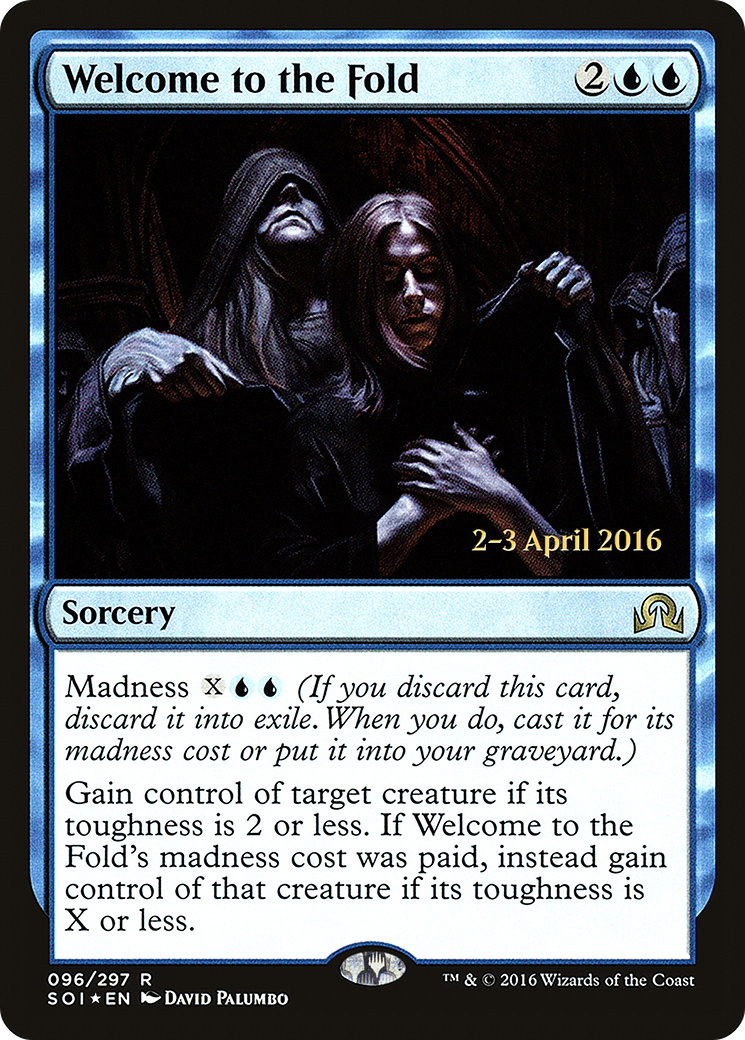 Welcome to the Fold 2
2–3 April 2016
Sorcery
Madness X (If you discard this card,
discard it into exile. When you do, cast it for its
madness cost or put it into your graveyard.)
Gain control of target creature if its
toughness is 2 or less. If Welcome to the
Fold's madness cost was paid, instead gain
control of that creature if its toughness is
X or less.
096/297 R
SOI★EN DAVID PALUMBO
™ & © 2016 Wizards of the Coast